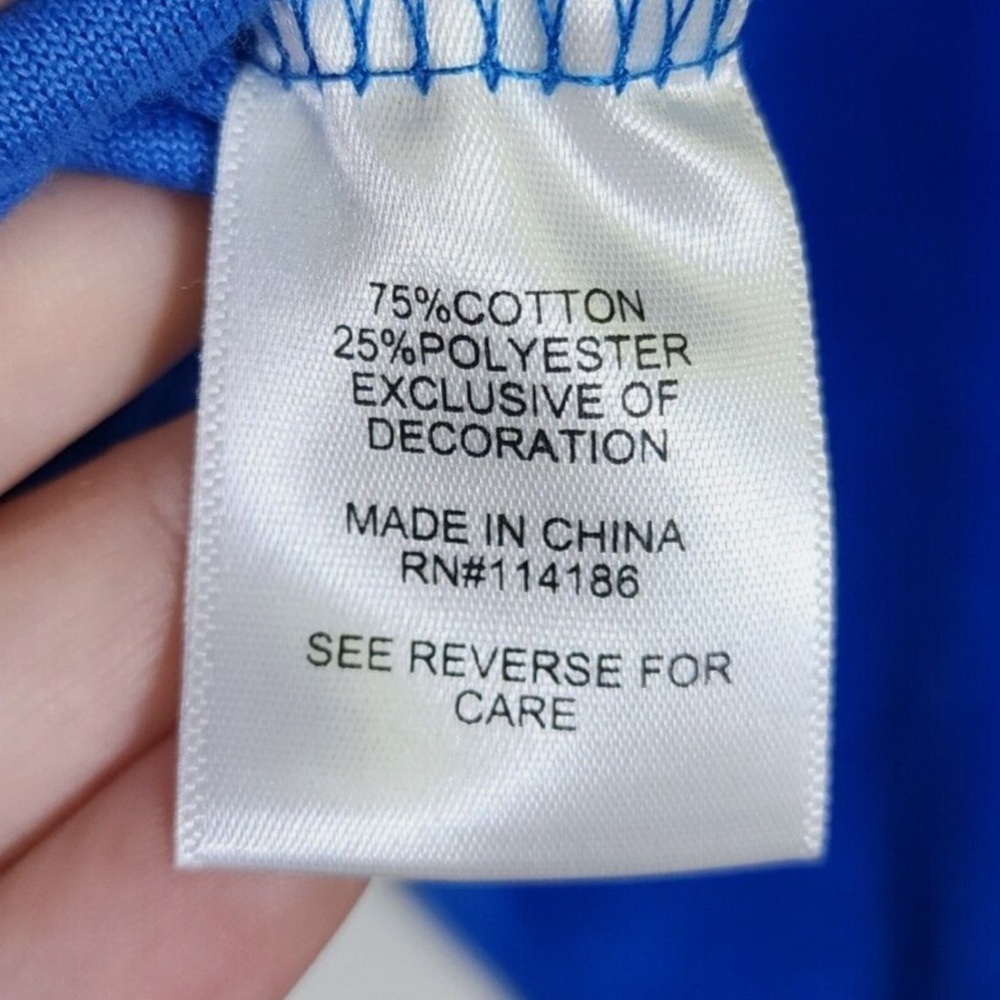 75%COTTON
25%POLYESTER
EXCLUSIVE OF
DECORATION
MADE IN CHINA
RN#114186
SEE REVERSE FOR
CARE